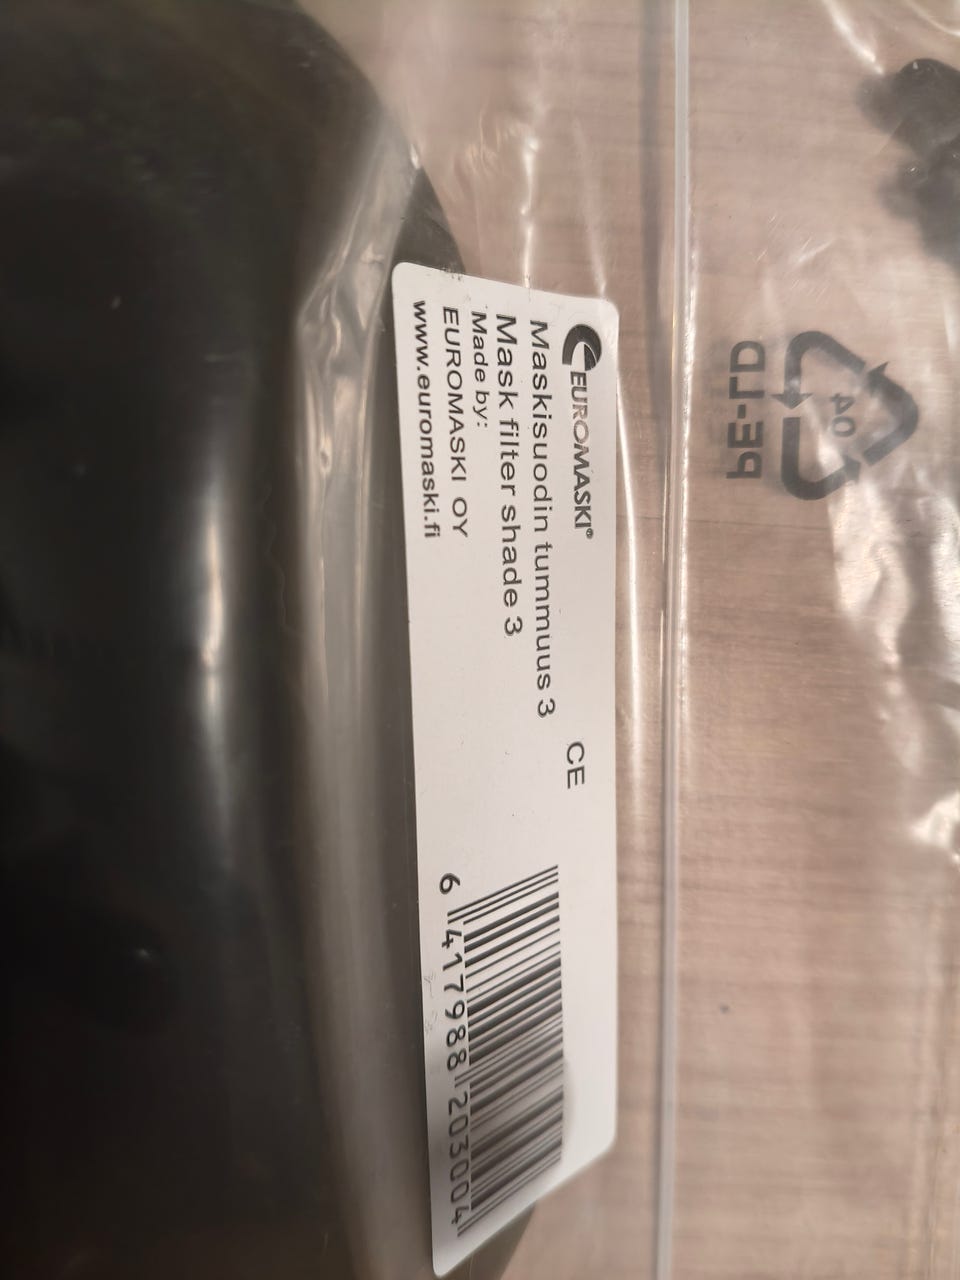 EUROMASKI®
CE
Maskisuodin tummuus 3
Mask filter shade 3
Made by:
EUROMASKI OY
www.euromaski.fi
6 417988 203004
04
PE-LD